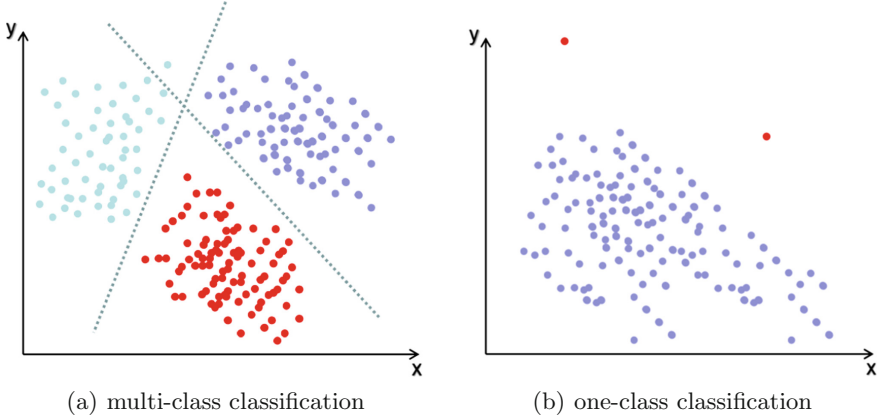 y
x
(a) multi-class classification
y
x
(b) one-class classification